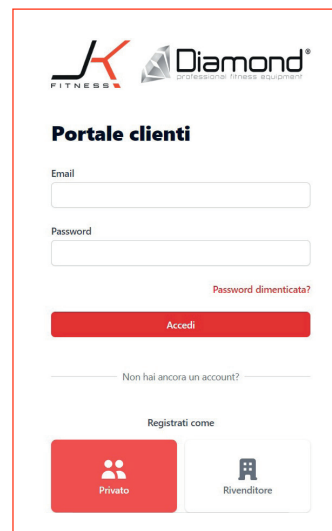 JK
FITNESS
Diamond®
professional fitness equipment
Portale clienti
Email
Password
Password dimenticata?
Accedi
Non hai ancora un account?
Registrati come
Privato
Rivenditore